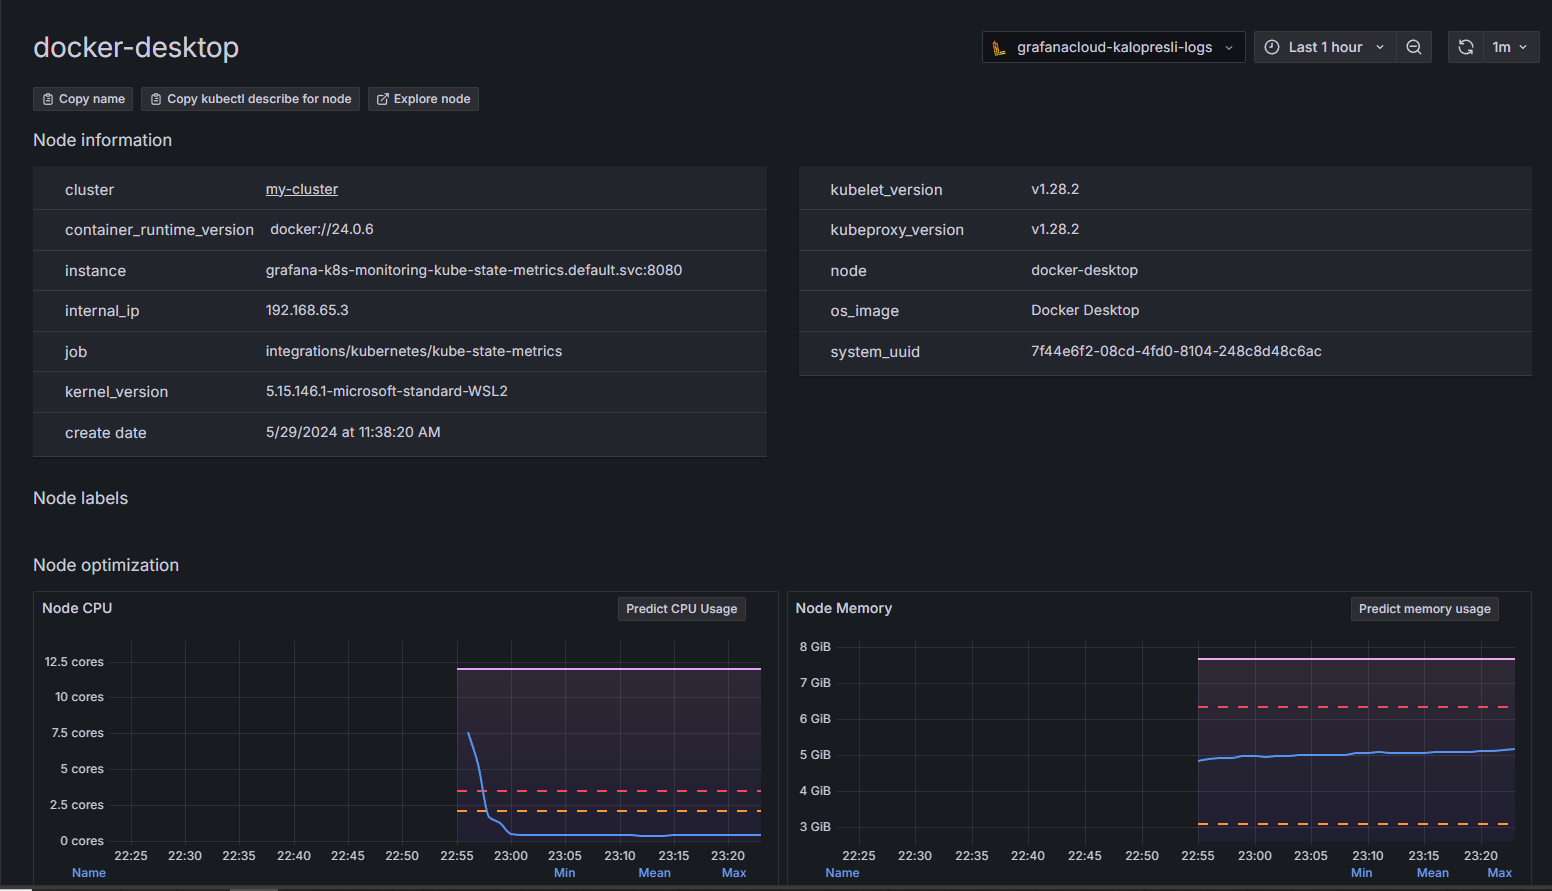 docker-desktop
grafanacloud-kalopresli-logs
Last 1 hour
1m
Copy name
Copy kubectl describe for node
Explore node
Node information
cluster my-cluster
container_runtime_version docker://24.0.6
instance grafana-k8s-monitoring-kube-state-metrics.default.svc:8080
internal_ip 192.168.65.3
job integrations/kubernetes/kube-state-metrics
kernel_version 5.15.146.1-microsoft-standard-WSL2
create date 5/29/2024 at 11:38:20 AM
kubelet_version v1.28.2
kubeproxy_version v1.28.2
node docker-desktop
os_image Docker Desktop
system_uuid 7f44e6f2-08cd-4fd0-8104-248c8d48c6ac
Node labels
Node optimization
Node CPU
Predict CPU Usage
12.5 cores
10 cores
7.5 cores
5 cores
2.5 cores
0 cores
22:25 22:30 22:35 22:40 22:45 22:50 22:55 23:00 23:05 23:10 23:15 23:20
Name Min Mean Max
Node Memory
Predict memory usage
8 GiB
7 GiB
6 GiB
5 GiB
4 GiB
3 GiB
22:25 22:30 22:35 22:40 22:45 22:50 22:55 23:00 23:05 23:10 23:15 23:20
Name Min Mean Max